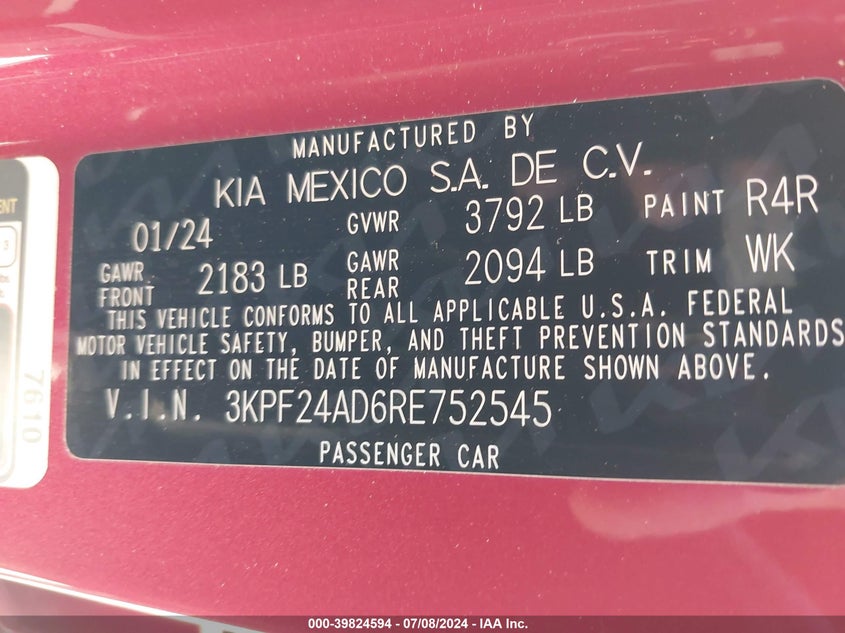 MANUFACTURED BY
KIA MEXICO S.A. DE C.V.
01/24 GVWR 3792 LB PAINT R4R
GAWR FRONT 2183 LB GAWR REAR 2094 LB TRIM WK
THIS VEHICLE CONFORMS TO ALL APPLICABLE U.S.A. FEDERAL
MOTOR VEHICLE SAFETY, BUMPER, AND THEFT PREVENTION STANDARDS
IN EFFECT ON THE DATE OF MANUFACTURE SHOWN ABOVE.
V.I.N. 3KPF24AD6RE752545
PASSENGER CAR
7610
000-39824594 - 07/08/2024 - IAA Inc.